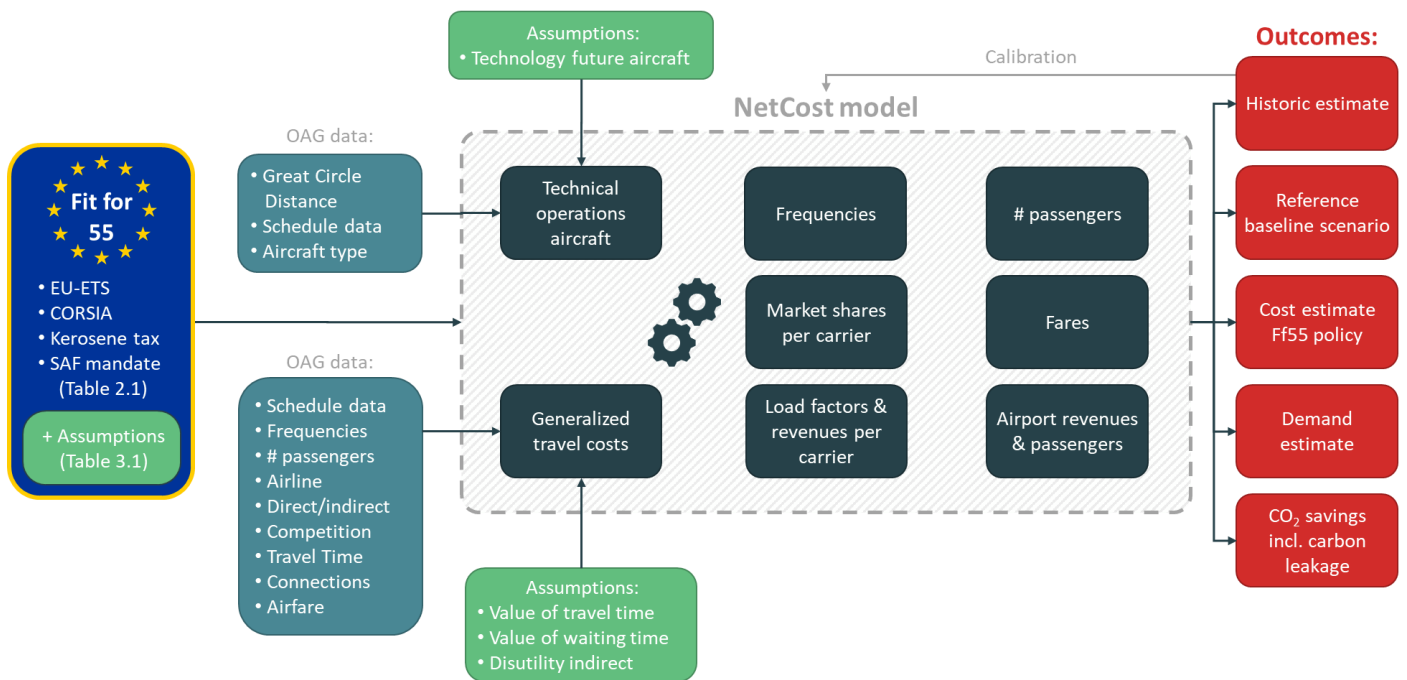 Fit for
55
• EU-ETS
• CORSIA
• Kerosene tax
• SAF mandate
(Table 2.1)
+ Assumptions
(Table 3.1)
OAG data:
• Great Circle
Distance
• Schedule data
• Aircraft type
OAG data:
• Schedule data
• Frequencies
• # passengers
• Airline
• Direct/indirect
• Competition
• Travel Time
• Connections
• Airfare
Assumptions:
• Technology future aircraft
Calibration
NetCost model
Technical
operations
aircraft
Frequencies
# passengers
Market shares
per carrier
Fares
Generalized
travel costs
Load factors &
revenues per
carrier
Airport revenues
& passengers
Assumptions:
• Value of travel time
• Value of waiting time
• Disutility indirect
Outcomes:
Historic estimate
Reference
baseline scenario
Cost estimate
Ff55 policy
Demand
estimate
CO₂ savings
incl. carbon
leakage